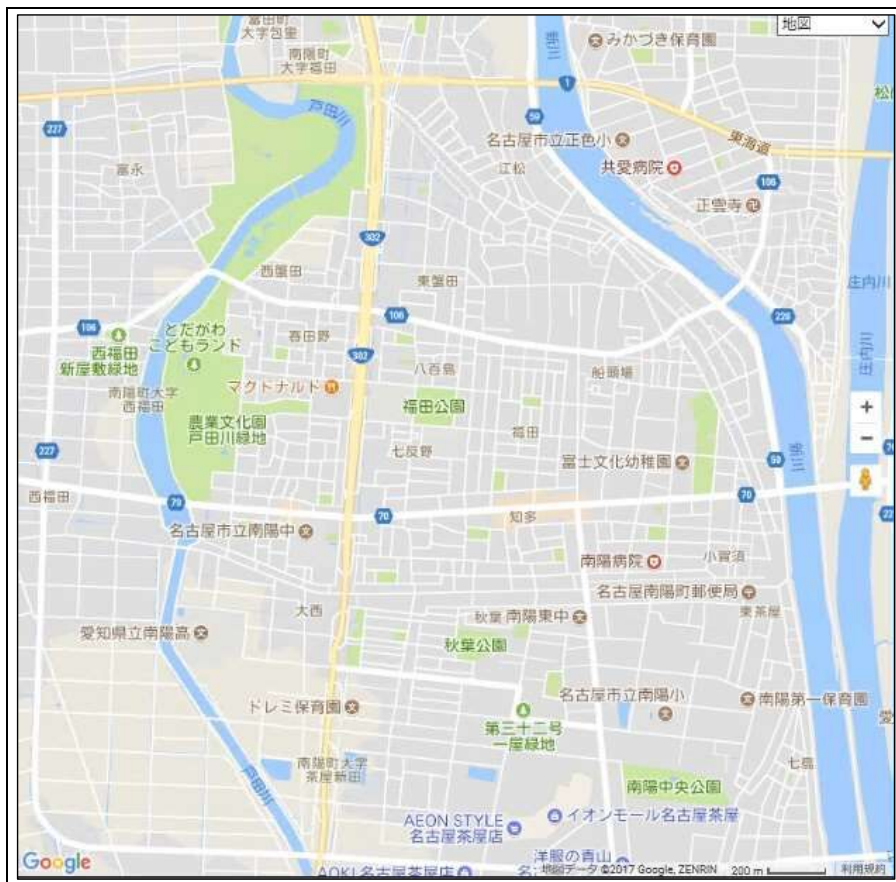 富田町
大字包里
南陽町
大字福田
地図
みかづき保育園
新川
戸田川
1
59
227
名古屋市立正色小
東海道
富永
江松
共愛病院
106
正雲寺
302
西蟹田
東蟹田
庄内川
106
とだがわ
こどもランド
春田野
106
228
西福田
新屋敷緑地
302
八百島
船頭場
庄内川
南陽町大字
西福田
マクドナルド
福田公園
農業文化園
戸田川緑地
福田
227
七反野
富士文化幼稚園
59
新川
西福田
70
70
知多
70
名古屋市立南陽中
南陽病院
小賀須
名古屋南陽町郵便局
大西
秋葉
南陽東中
東茶屋
愛知県立南陽高
秋葉公園
名古屋市立南陽小
南陽第一保育園
ドレミ保育園
第三十二号
一屋緑地
南陽町大字
茶屋新田
七島
戸田川
南陽中央公園
AEON STYLE
名古屋茶屋店
イオンモール名古屋茶屋
洋服の青山
Google
AOKI 名古屋茶屋店
地図データ ©2017 Google, ZENRIN
200 m
利用規約